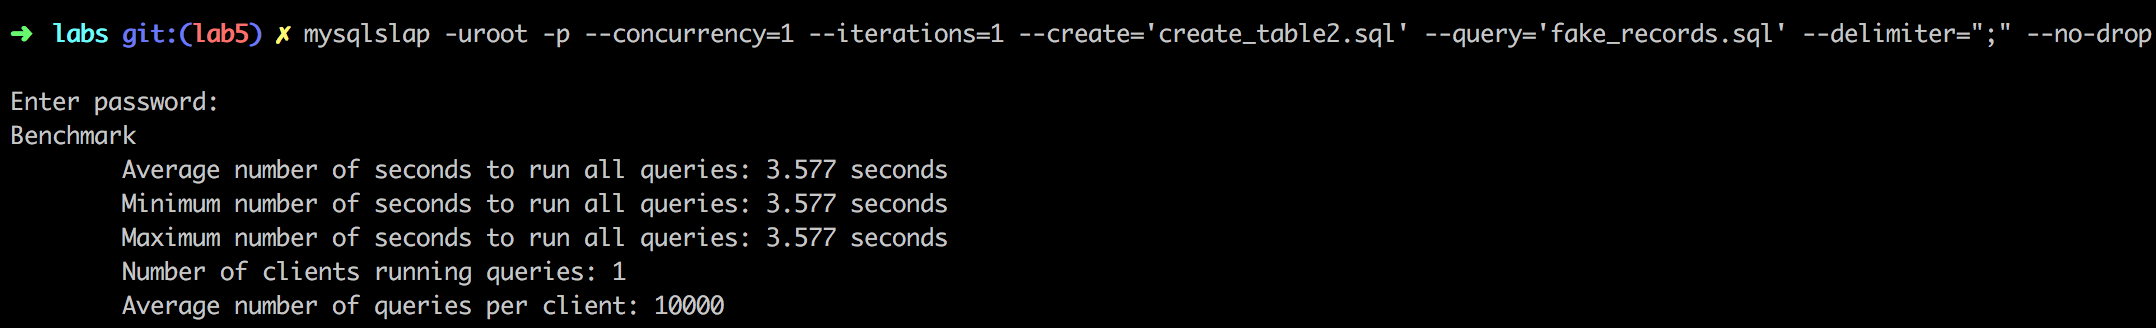 ➜ labs git:(lab5) ✗ mysqlslap -uroot -p --concurrency=1 --iterations=1 --create='create_table2.sql' --query='fake_records.sql' --delimiter=";" --no-drop
Enter password:
Benchmark
Average number of seconds to run all queries: 3.577 seconds
Minimum number of seconds to run all queries: 3.577 seconds
Maximum number of seconds to run all queries: 3.577 seconds
Number of clients running queries: 1
Average number of queries per client: 10000